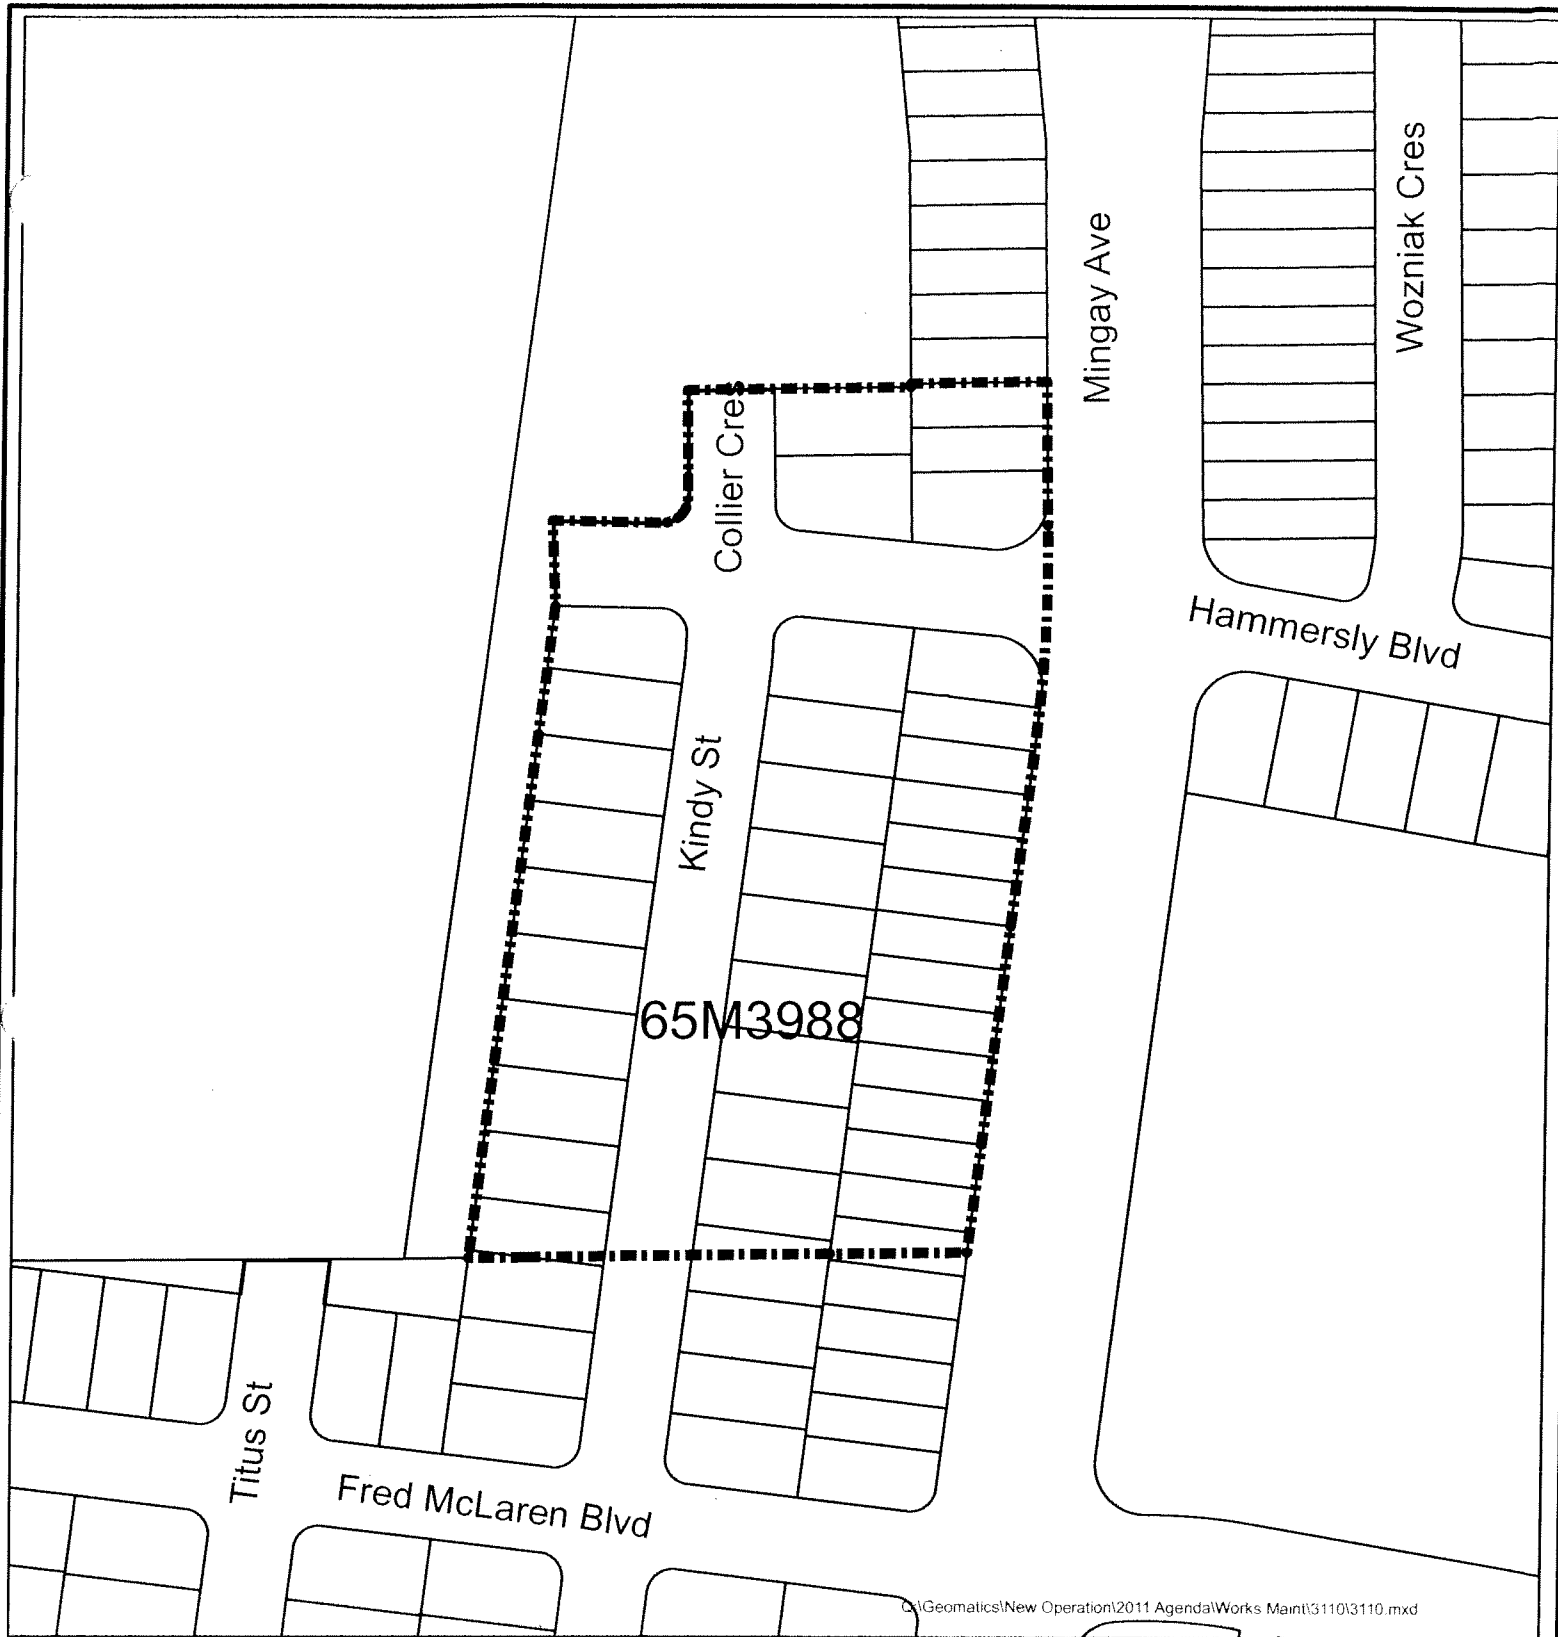 Wozniak Cres
Mingay Ave
Collier Cres
Hammersly Blvd
Kindy St
65M3988
Titus St
Fred McLaren Blvd
Q:\Geomatics\New Operation\2011 Agenda\Works Maint\3110\3110.mxd